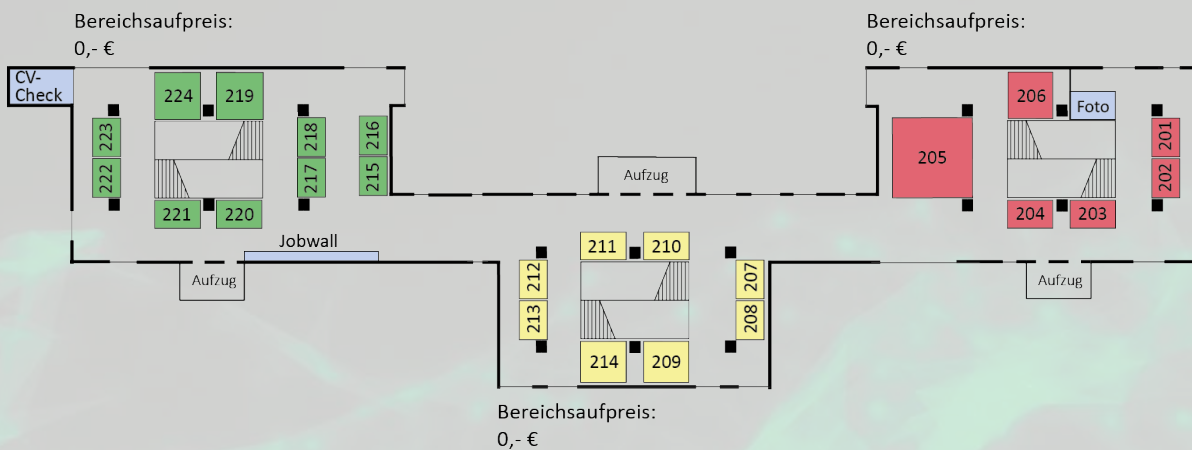 Bereichsaufpreis:
0,- €
Bereichsaufpreis:
0,- €
CV-
Check
224
219
223
222
218
217
216
215
221
220
Jobwall
Aufzug
Aufzug
211
210
212
213
207
208
214
209
Bereichsaufpreis:
0,- €
206
Foto
205
201
202
204
203
Aufzug